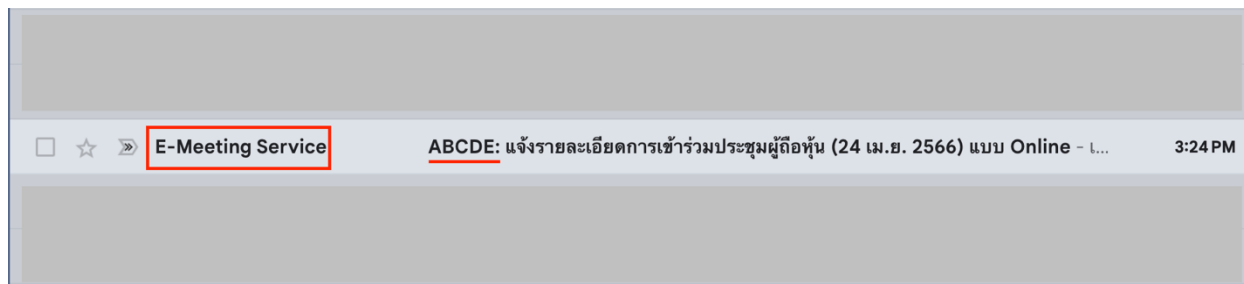 E-Meeting Service ABCDE: แจ้งรายละเอียดการเข้าร่วมประชุมผู้ถือหุ้น (24 เม.ย. 2566) แบบ Online - เ... 3:24 PM